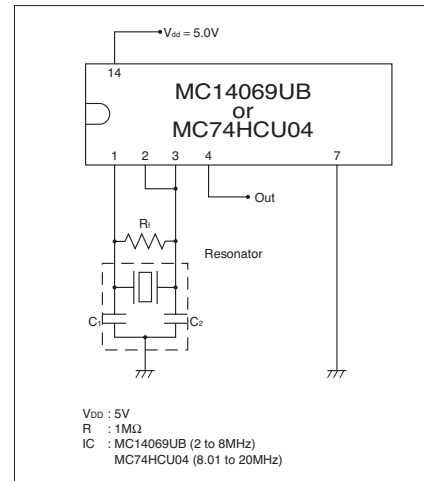 Vdd = 5.0V
14
MC14069UB
or
MC74HCU04
1 2 3 4 7
Out
Rf
Resonator
C1 C2
VDD : 5V
R : 1MΩ
IC : MC14069UB (2 to 8MHz)
MC74HCU04 (8.01 to 20MHz)